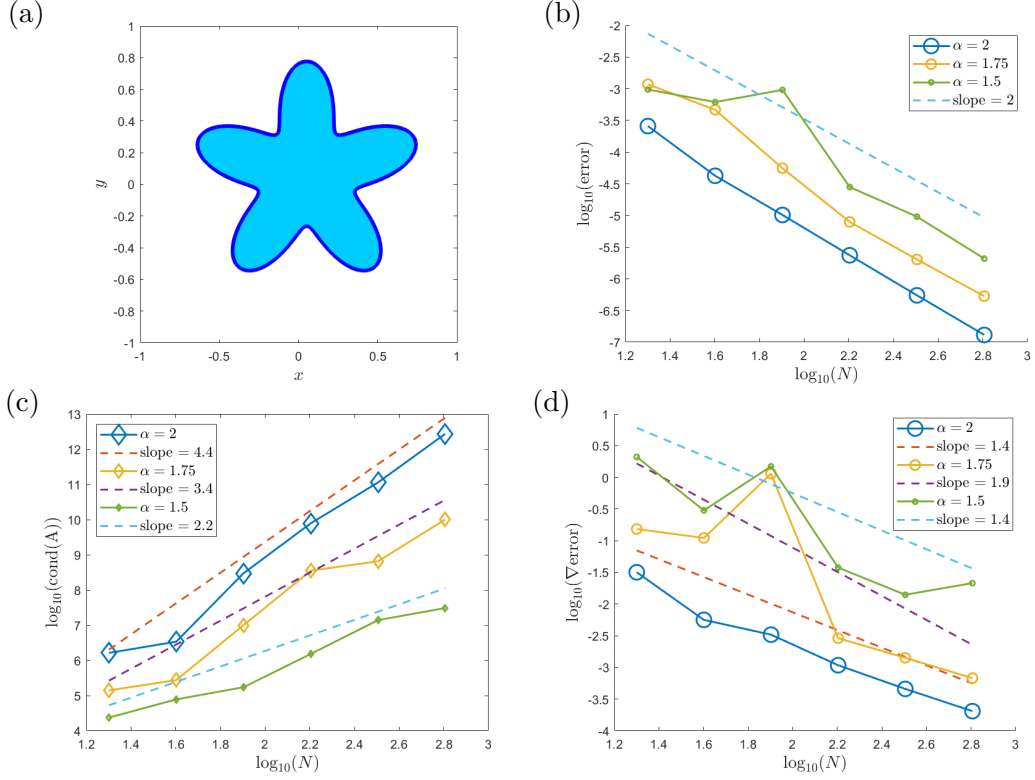 (a)
1
0.8
0.6
0.4
0.2
0
-0.2
-0.4
-0.6
-0.8
-1
y
-1
-0.5
0
0.5
1
x
(b)
-2
-2.5
-3
-3.5
-4
-4.5
-5
-5.5
-6
-6.5
-7
log₁₀(error)
1.2
1.4
1.6
1.8
2
2.2
2.4
2.6
2.8
3
log₁₀(N)
α = 2
α = 1.75
α = 1.5
slope = 2
(c)
13
12
11
10
9
8
7
6
5
4
log₁₀(cond(A))
1.2
1.4
1.6
1.8
2
2.2
2.4
2.6
2.8
3
log₁₀(N)
α = 2
slope = 4.4
α = 1.75
slope = 3.4
α = 1.5
slope = 2.2
(d)
1
0.5
0
-0.5
-1
-1.5
-2
-2.5
-3
-3.5
-4
log₁₀(∇error)
1.2
1.4
1.6
1.8
2
2.2
2.4
2.6
2.8
3
log₁₀(N)
α = 2
slope = 1.4
α = 1.75
slope = 1.9
α = 1.5
slope = 1.4